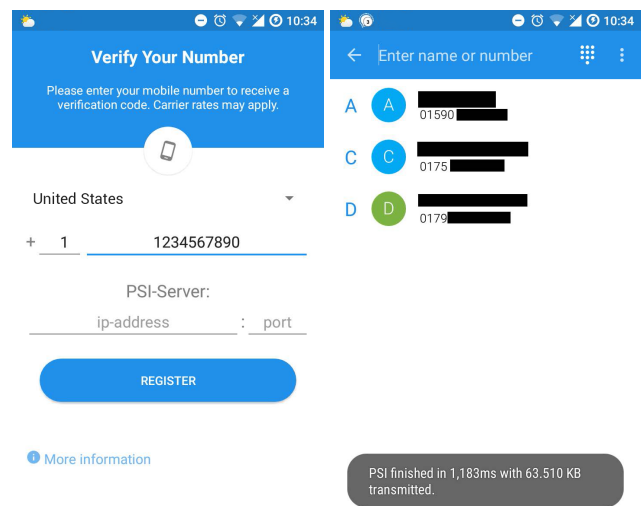 10:34
Verify Your Number
Please enter your mobile number to receive a
verification code. Carrier rates may apply.
United States
+ 1 1234567890
PSI-Server:
ip-address : port
REGISTER
More information
3 10:34
Enter name or number
A A
01590
C C
0175
D D
0179
PSI finished in 1,183ms with 63.510 KB
transmitted.